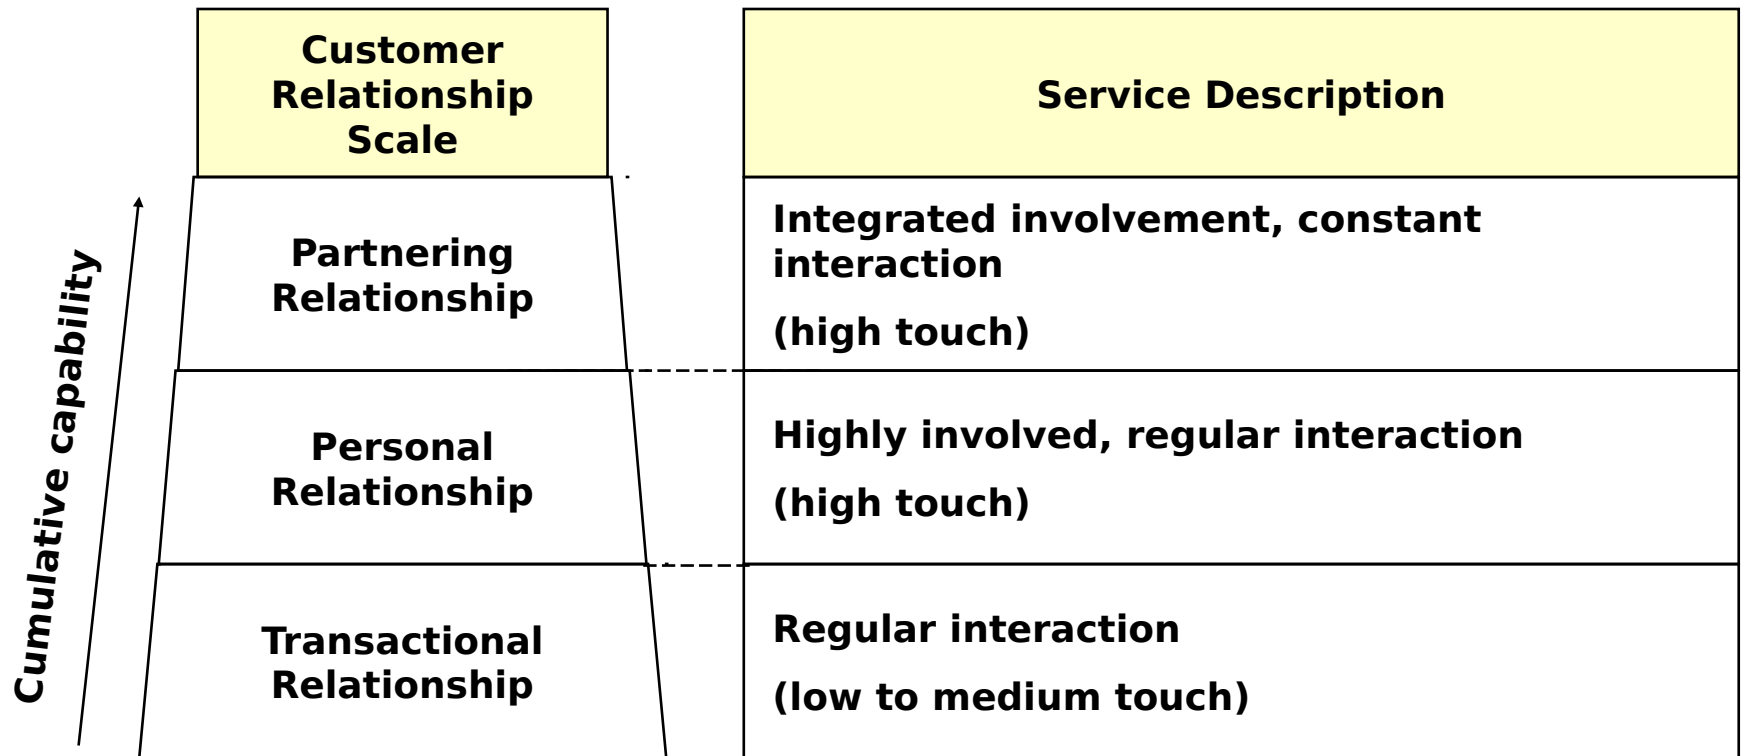 Customer
Relationship
Scale
Service Description
Cumulative capability
Partnering
Relationship
Integrated involvement, constant
interaction
(high touch)
Personal
Relationship
Highly involved, regular interaction
(high touch)
Transactional
Relationship
Regular interaction
(low to medium touch)